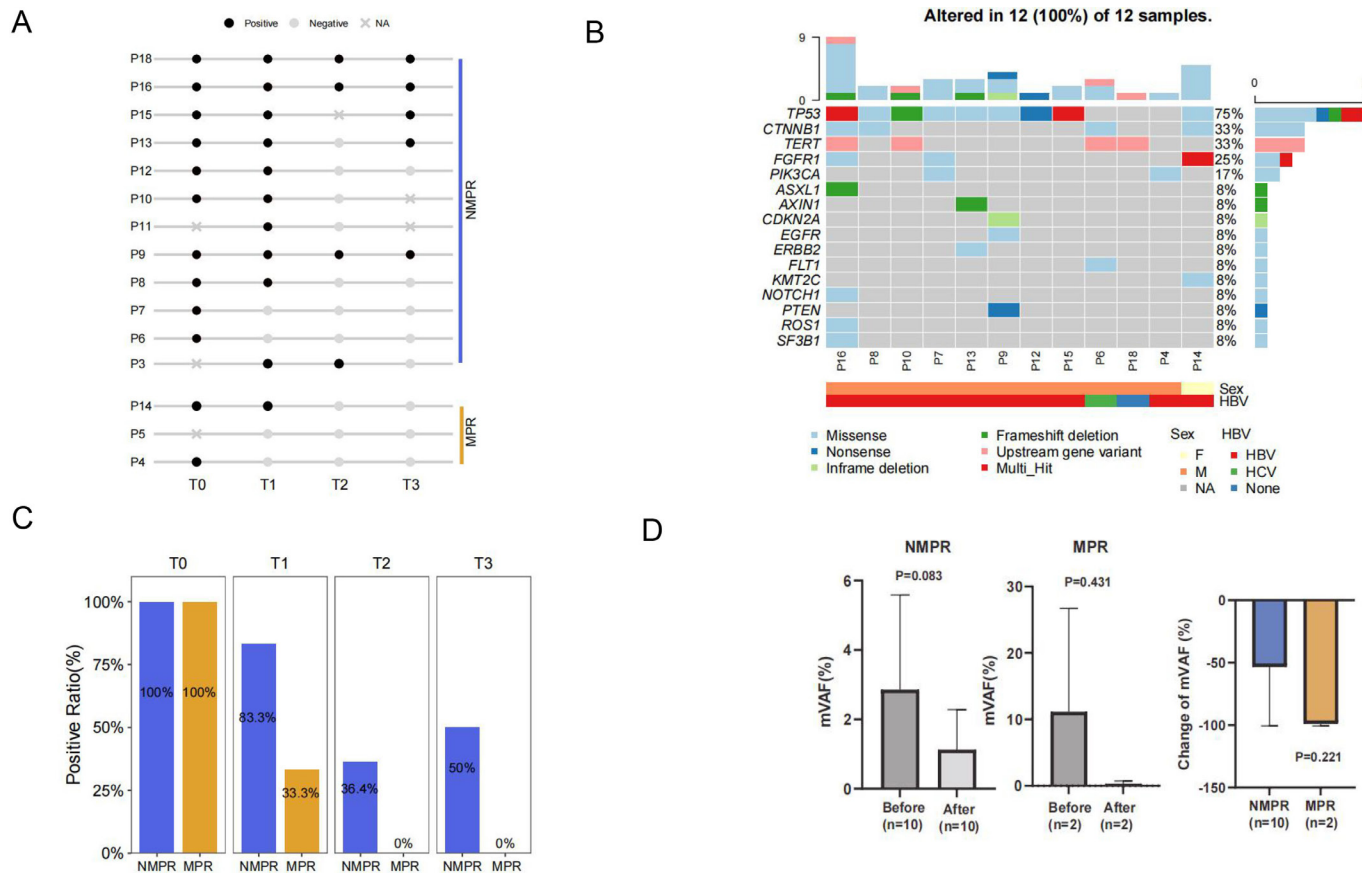 A
Positive Negative NA
P18
P16
P15
P13
P12
P10
P11
P9
P8
P7
P6
P3
NMPR
P14
P5
P4
MPR
T0 T1 T2 T3
B
Altered in 12 (100%) of 12 samples.
9
0
0
TP53 75%
CTNNB1 33%
TERT 33%
FGFR1 25%
PIK3CA 17%
ASXL1 8%
AXIN1 8%
CDKN2A 8%
EGFR 8%
ERBB2 8%
FLT1 8%
KMT2C 8%
NOTCH1 8%
PTEN 8%
ROS1 8%
SF3B1 8%
P16 P8 P10 P7 P13 P9 P12 P15 P6 P18 P4 P14
Sex
HBV
Missense Frameshift deletion
Nonsense Upstream gene variant
Inframe deletion Multi_Hit
Sex HBV
F HBV
M HCV
NA None
C
T0 T1 T2 T3
Positive Ratio(%)
100%
75%
50%
25%
0%
100% 100% 83.3% 33.3% 36.4% 0% 50% 0%
NMPR MPR NMPR MPR NMPR MPR NMPR MPR
D
NMPR
P=0.083
mVAF(%)
6
4
2
0
Before After
(n=10) (n=10)
MPR
P=0.431
mVAF(%)
30
20
10
0
Before After
(n=2) (n=2)
Change of mVAF (%)
0
-50
-100
-150
P=0.221
NMPR MPR
(n=10) (n=2)